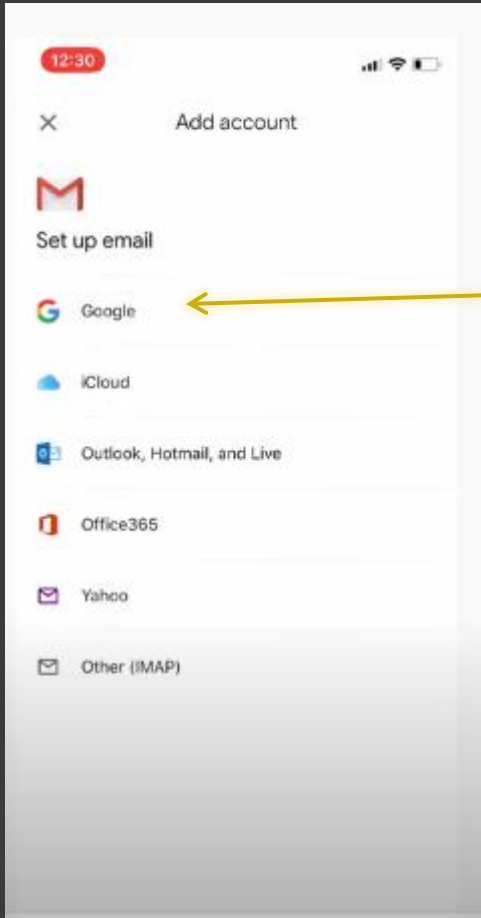 12:30
Add account
Set up email
Google
iCloud
Outlook, Hotmail, and Live
Office365
Yahoo
Other (IMAP)